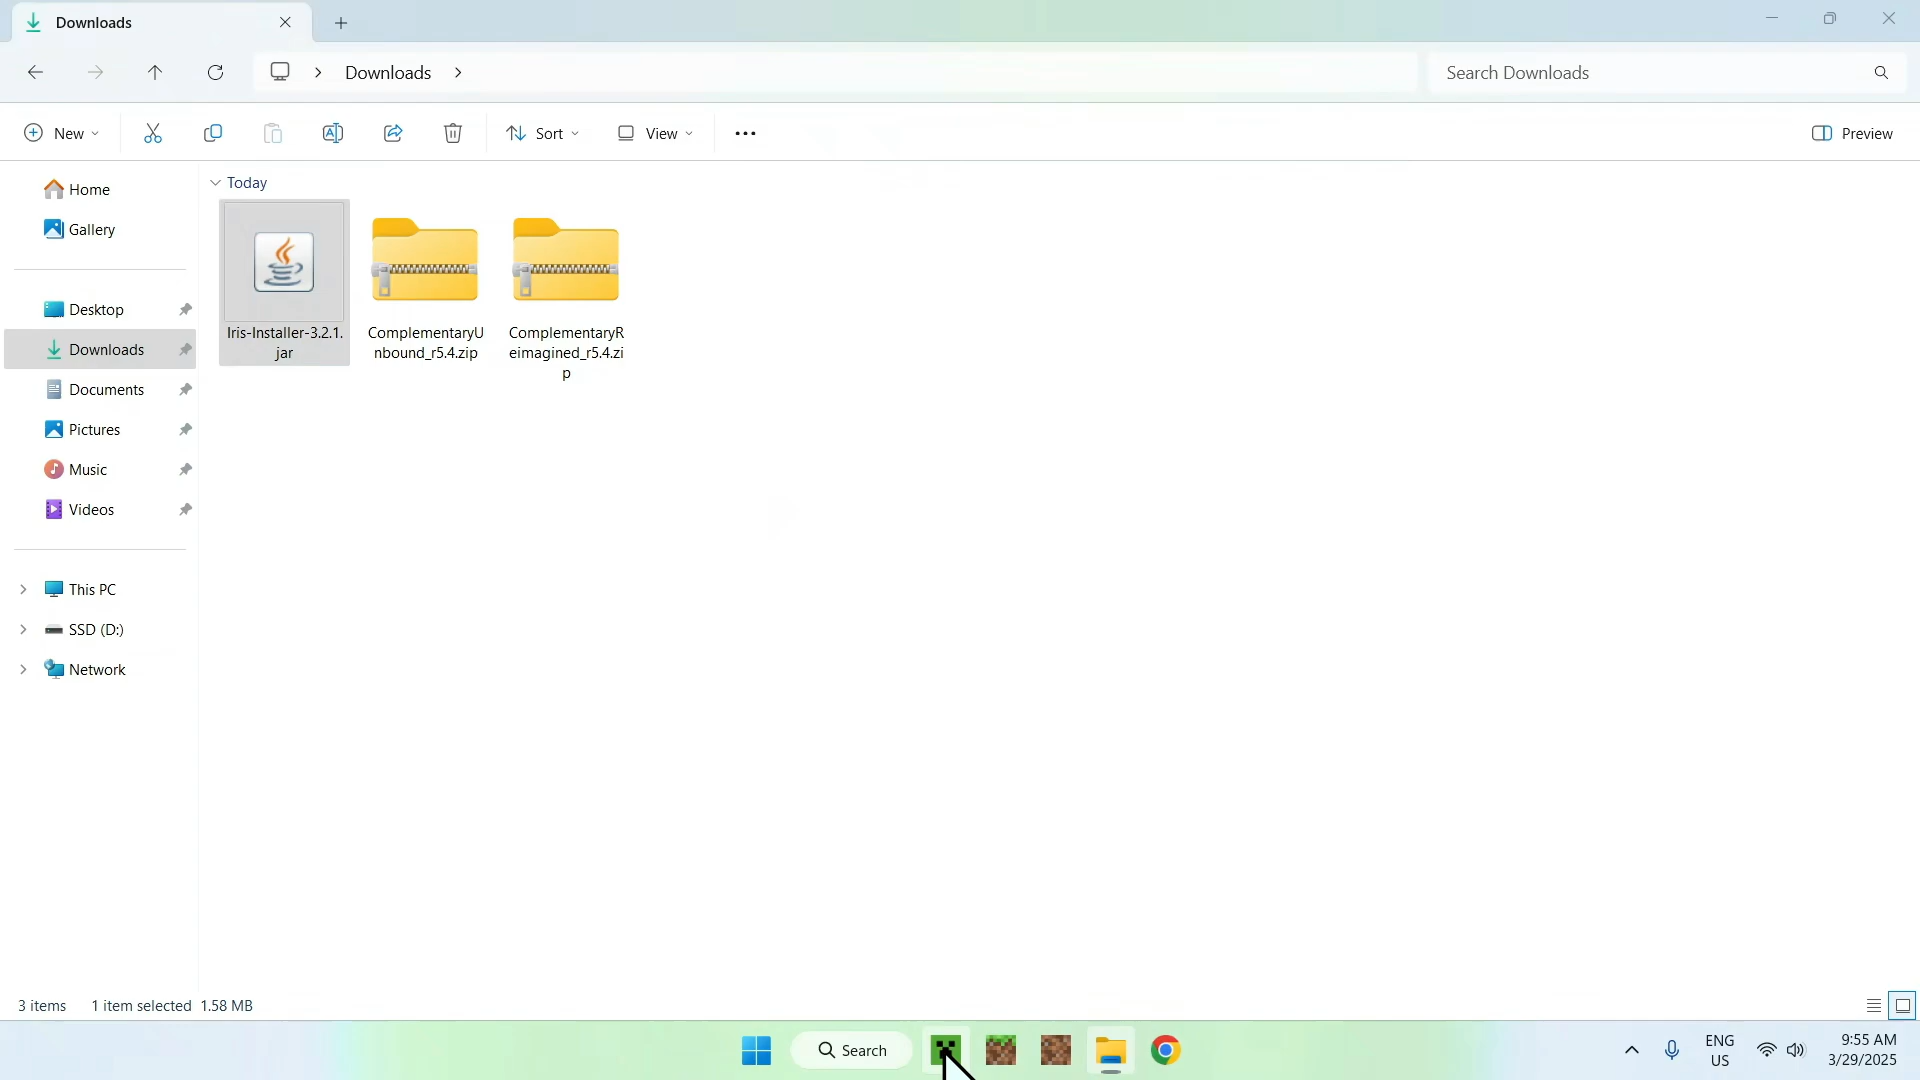 Downloads
Downloads
Search Downloads
New
Sort
View
Preview
Home
Gallery
Desktop
Downloads
Documents
Pictures
Music
Videos
This PC
SSD (D:)
Network
Today
Iris-Installer-3.2.1.
jar
ComplementaryU
nbound_r5.4.zip
ComplementaryR
eimagined_r5.4.zi
p
3 items 1 item selected 1.58 MB
Search
ENG
US
9:55 AM
3/29/2025